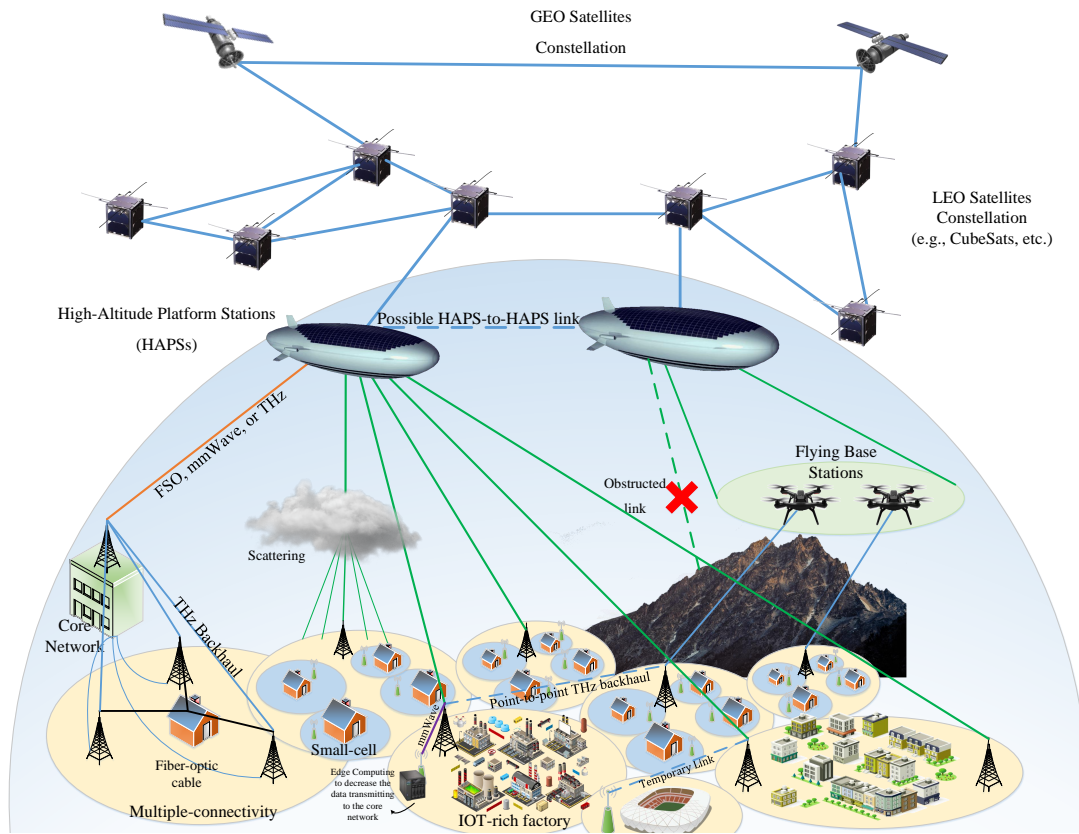 GEO Satellites
Constellation
LEO Satellites
Constellation
(e.g., CubeSats, etc.)
High-Altitude Platform Stations
(HAPSs)
Possible HAPS-to-HAPS link
FSO, mmWave, or THz
Flying Base
Stations
Obstructed
link
Scattering
Core
Network
THz Backhaul
Point-to-point THz backhaul
mmWave
Small-cell
Fiber-optic
cable
Temporary Link
Edge Computing
to decrease the
data transmitting
to the core
network
Multiple-connectivity
IOT-rich factory